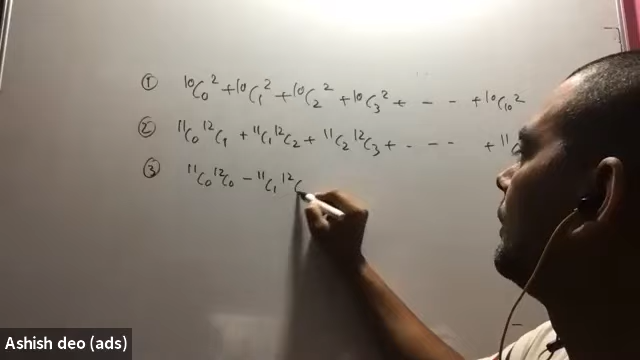 ① ¹⁰C₀² + ¹⁰C₁² + ¹⁰C₂² + ¹⁰C₃² + - - - + ¹⁰C₁₀²
② ¹¹C₀ ¹²C₁ + ¹¹C₁ ¹²C₂ + ¹¹C₂ ¹²C₃ + - - - - + ¹¹C
③ ¹¹C₀ ¹²C₀ - ¹¹C₁ ¹²C
Ashish deo (ads)